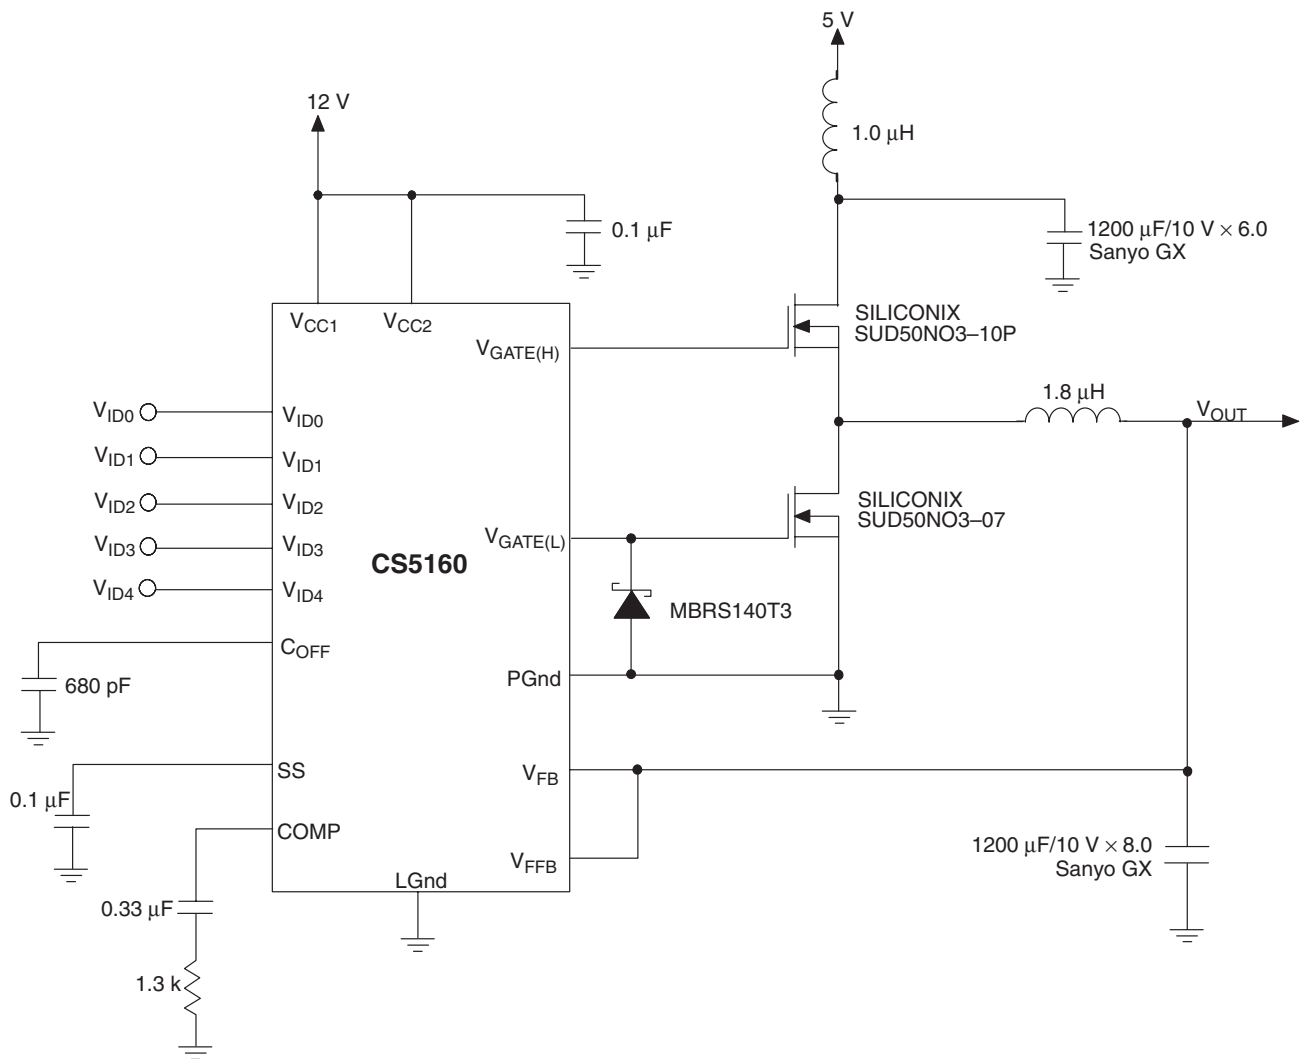 5 V
12 V
1.0 μH
0.1 μF
1200 μF/10 V × 6.0
Sanyo GX
VCC1
VCC2
VGATE(H)
SILICONIX
SUD50NO3–10P
1.8 μH
VOUT
VID0
VID0
VID1
VID1
VID2
VID2
VID3
VID3
VID4
VID4
CS5160
VGATE(L)
SILICONIX
SUD50NO3–07
MBRS140T3
COFF
680 pF
PGnd
SS
0.1 μF
VFB
COMP
VFFB
1200 μF/10 V × 8.0
Sanyo GX
LGnd
0.33 μF
1.3 k